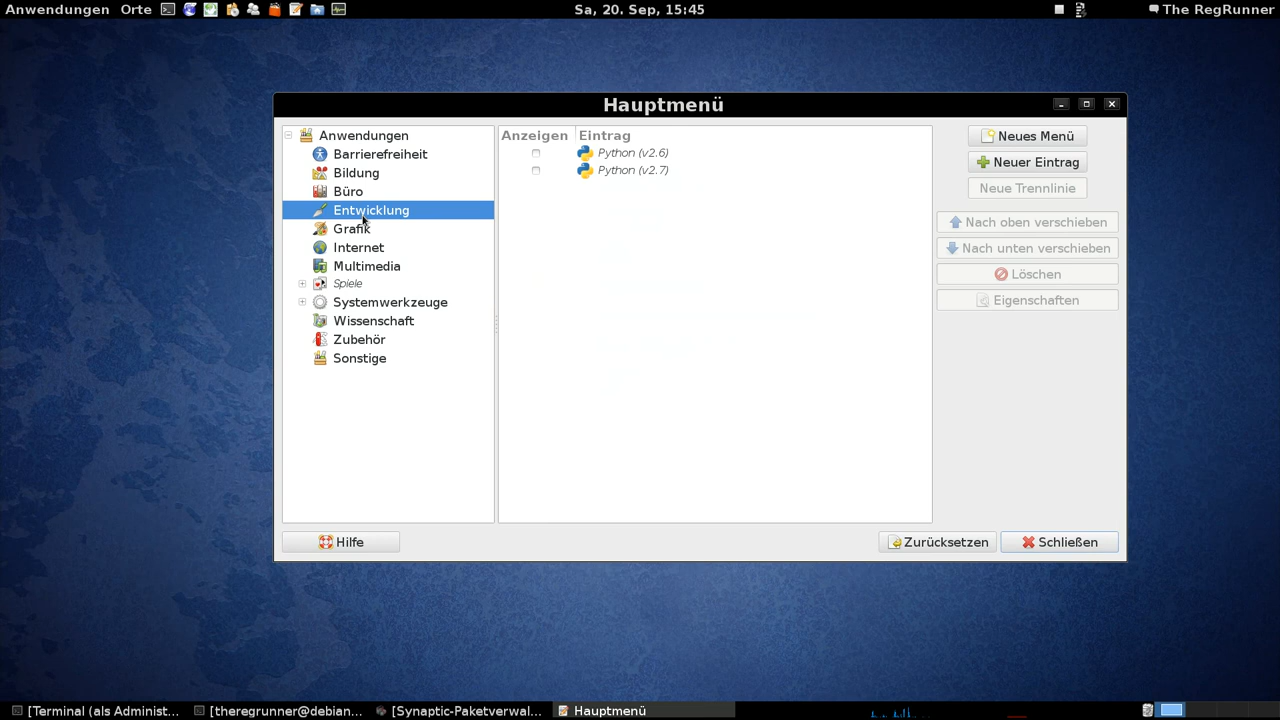 Anwendungen Orte Sa, 20. Sep, 15:45 The RegRunner
Hauptmenü
Anwendungen
Barrierefreiheit
Bildung
Büro
Entwicklung
Grafik
Internet
Multimedia
Spiele
Systemwerkzeuge
Wissenschaft
Zubehör
Sonstige
Anzeigen Eintrag
Python (v2.6)
Python (v2.7)
Neues Menü
Neuer Eintrag
Neue Trennlinie
Nach oben verschieben
Nach unten verschieben
Löschen
Eigenschaften
Hilfe
Zurücksetzen
Schließen
[Terminal (als Administ... [theregrunner@debian... [Synaptic-Paketverwal... Hauptmenü